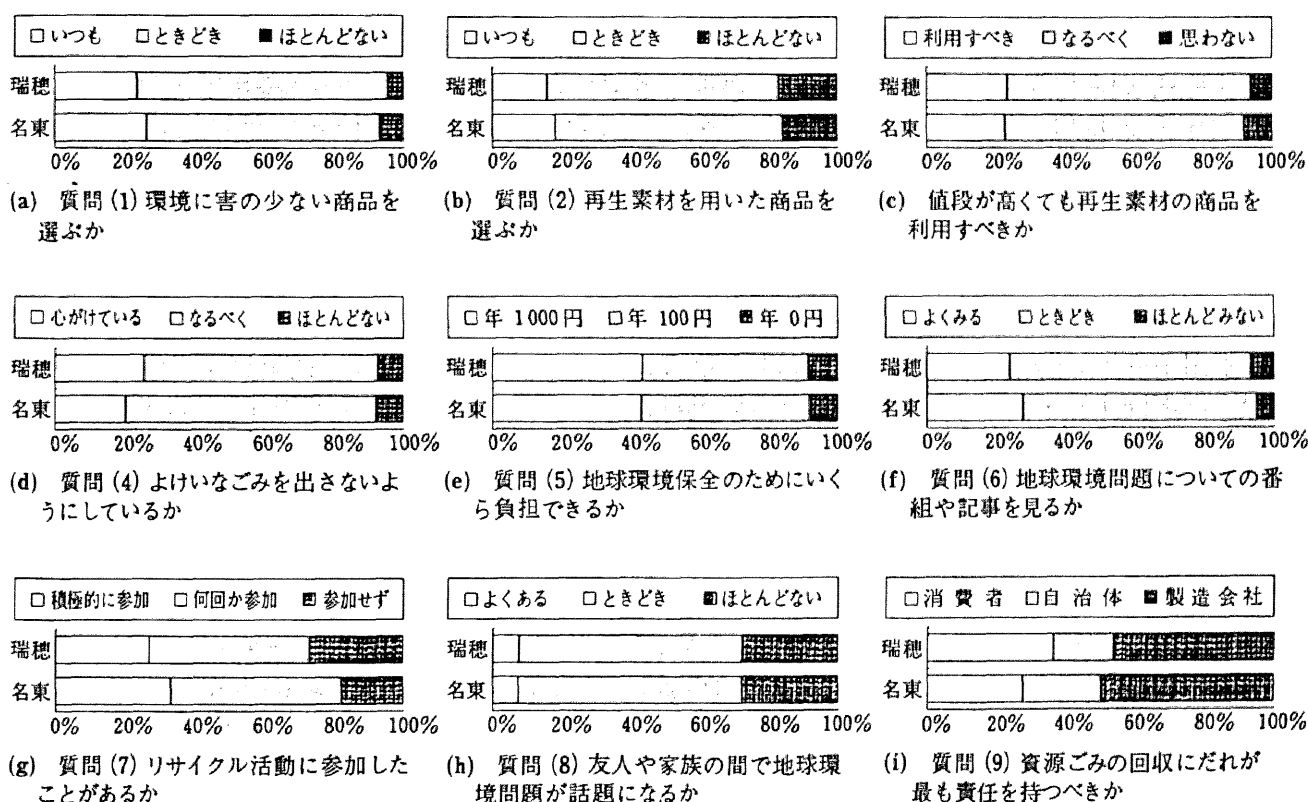 □いつも □ときどき ■ほとんどない
瑞穂
名東
0% 20% 40% 60% 80% 100%
(a) 質問(1)環境に害の少ない商品を
選ぶか
□いつも □ときどき ■ほとんどない
瑞穂
名東
0% 20% 40% 60% 80% 100%
(b) 質問(2)再生素材を用いた商品を
選ぶか
□利用すべき □なるべく ■思わない
瑞穂
名東
0% 20% 40% 60% 80% 100%
(c) 値段が高くても再生素材の商品を
利用すべきか
□心がけている □なるべく ■ほとんどない
瑞穂
名東
0% 20% 40% 60% 80% 100%
(d) 質問(4)よけいなごみを出さないよ
うにしているか
□年 1000円 □年 100円 ■年 0円
瑞穂
名東
0% 20% 40% 60% 80% 100%
(e) 質問(5)地球環境保全のためにいく
ら負担できるか
□よくみる □ときどき ■ほとんどみない
瑞穂
名東
0% 20% 40% 60% 80% 100%
(f) 質問(6)地球環境問題についての番
組や記事を見るか
□積極的に参加 □何回か参加 ■参加せず
瑞穂
名東
0% 20% 40% 60% 80% 100%
(g) 質問(7)リサイクル活動に参加した
ことがあるか
□よくある □ときどき ■ほとんどない
瑞穂
名東
0% 20% 40% 60% 80% 100%
(h) 質問(8)友人や家族の間で地球環
境問題が話題になるか
□消費者 □自治体 ■製造会社
瑞穂
名東
0% 20% 40% 60% 80% 100%
(i) 質問(9)資源ごみの回収にだれが
最も責任を持つべきか